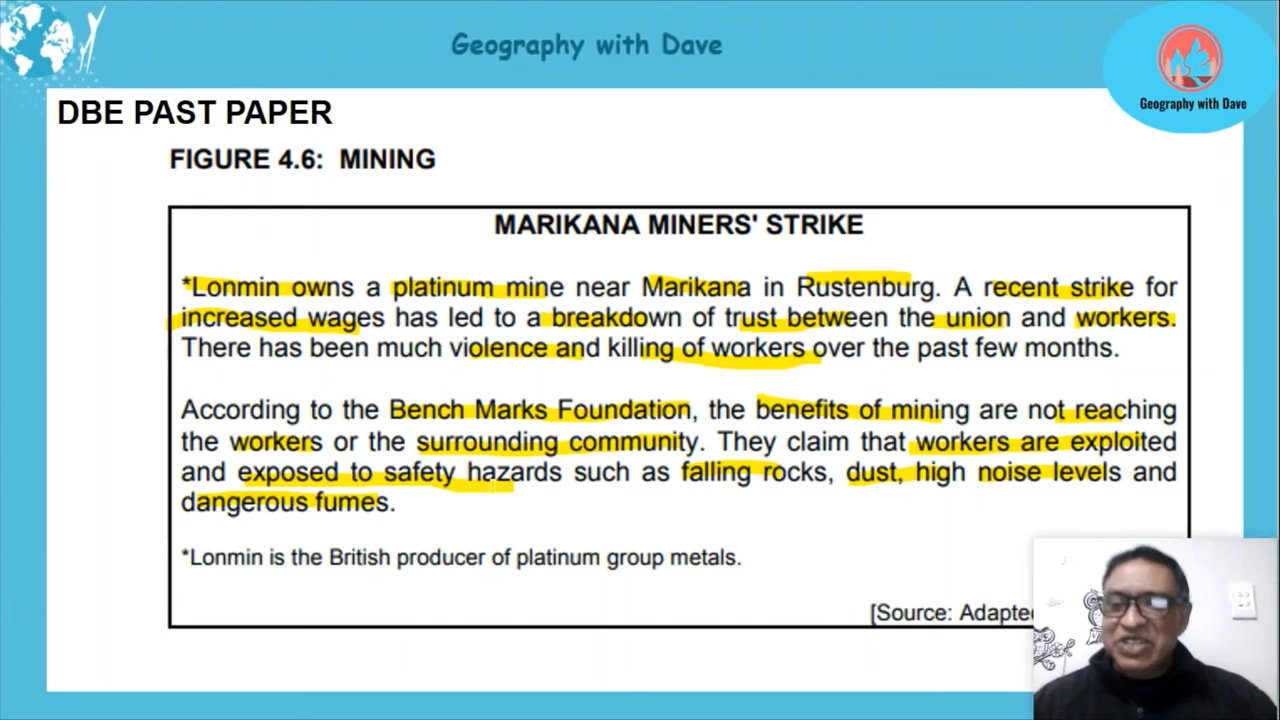 Geography with Dave
Geography with Dave
DBE PAST PAPER
FIGURE 4.6: MINING
MARIKANA MINERS' STRIKE
*Lonmin owns a platinum mine near Marikana in Rustenburg. A recent strike for
increased wages has led to a breakdown of trust between the union and workers.
There has been much violence and killing of workers over the past few months.
According to the Bench Marks Foundation, the benefits of mining are not reaching
the workers or the surrounding community. They claim that workers are exploited
and exposed to safety hazards such as falling rocks, dust, high noise levels and
dangerous fumes.
*Lonmin is the British producer of platinum group metals.
[Source: Adapted